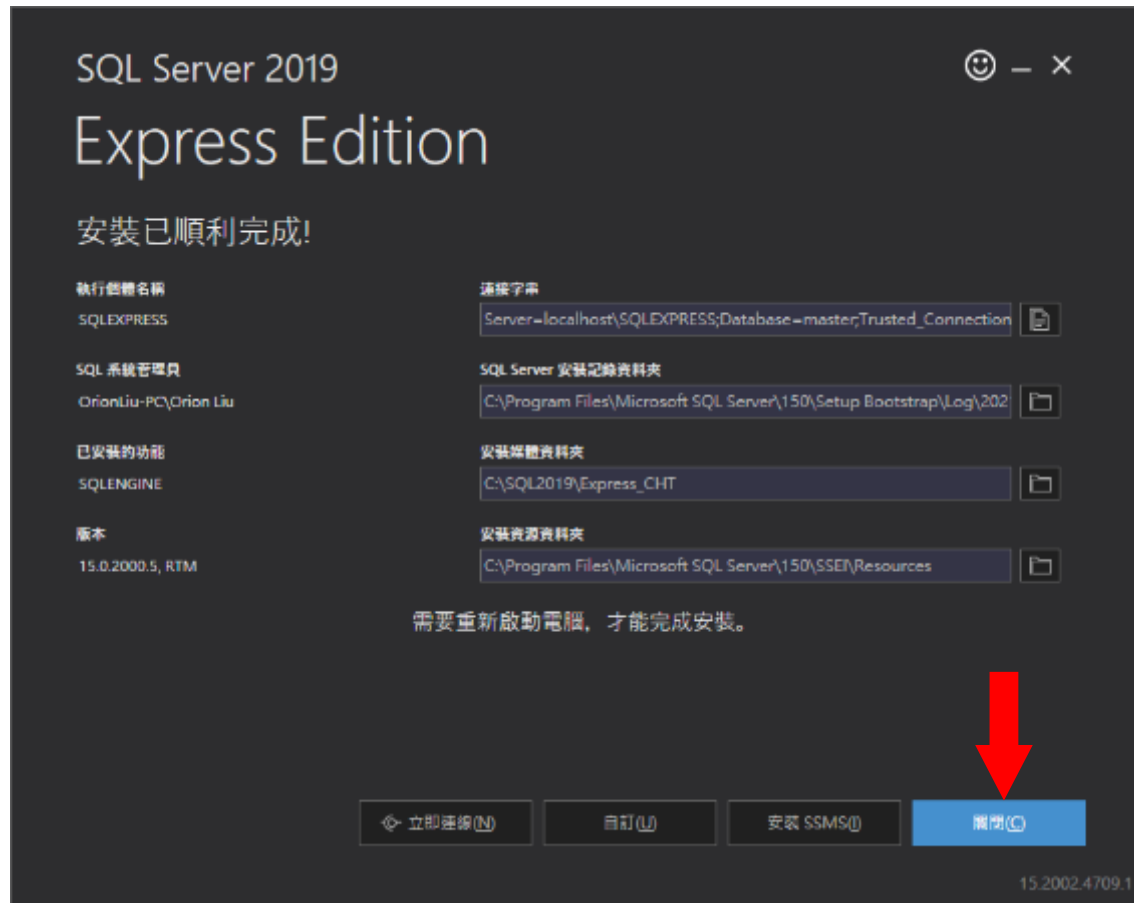 SQL Server 2019
Express Edition
安裝已順利完成!
執行個體名稱
SQLEXPRESS
連接字串
Server=localhost\SQLEXPRESS;Database=master;Trusted_Connection
SQL 系統管理員
OrionLiu-PC\Orion Liu
SQL Server 安裝記錄資料夾
C:\Program Files\Microsoft SQL Server\150\Setup Bootstrap\Log\202
已安裝的功能
SQLENGINE
安裝媒體資料夾
C:\SQL2019\Express_CHT
版本
15.0.2000.5, RTM
安裝資源資料夾
C:\Program Files\Microsoft SQL Server\150\SSEI\Resources
需要重新啟動電腦，才能完成安裝。
立即連線(N) 自訂(U) 安裝 SSMS(I) 關閉(C)
15.2002.4709.1